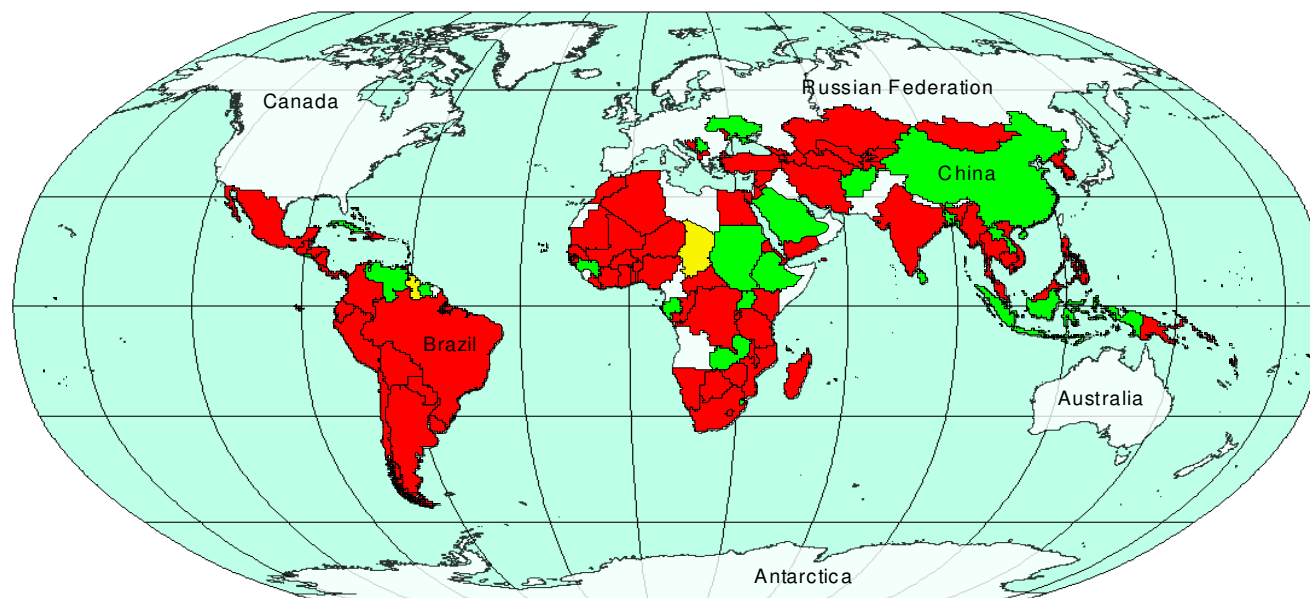 Canada
Russian Federation
China
Brazil
Australia
Antarctica